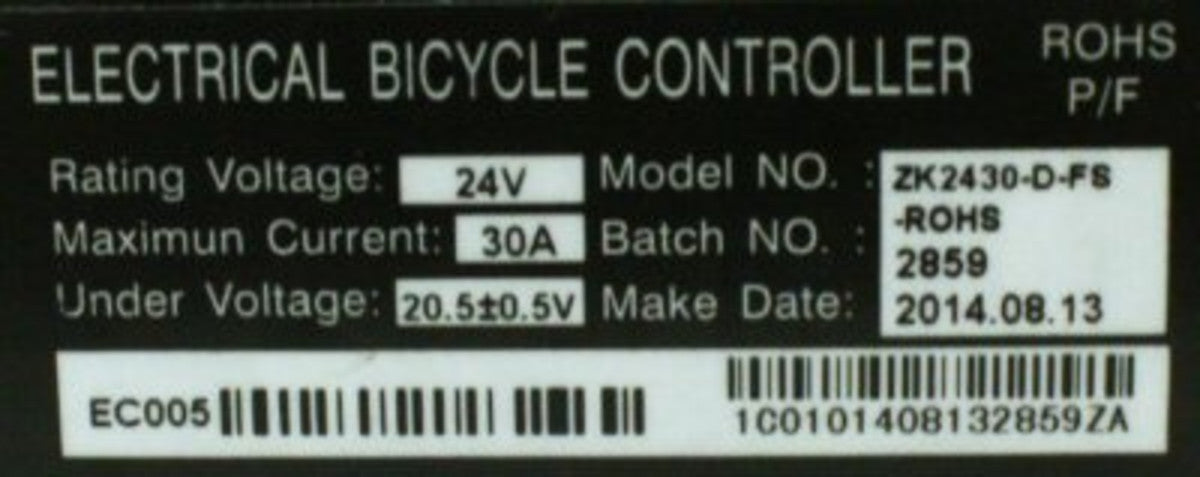 ELECTRICAL BICYCLE CONTROLLER
ROHS
P/F
Rating Voltage: 24V
Maximun Current: 30A
Under Voltage: 20.5±0.5V
Model NO. : ZK2430-D-FS
-ROHS
Batch NO. : 2859
Make Date: 2014.08.13
EC005
1C0101408132859ZA